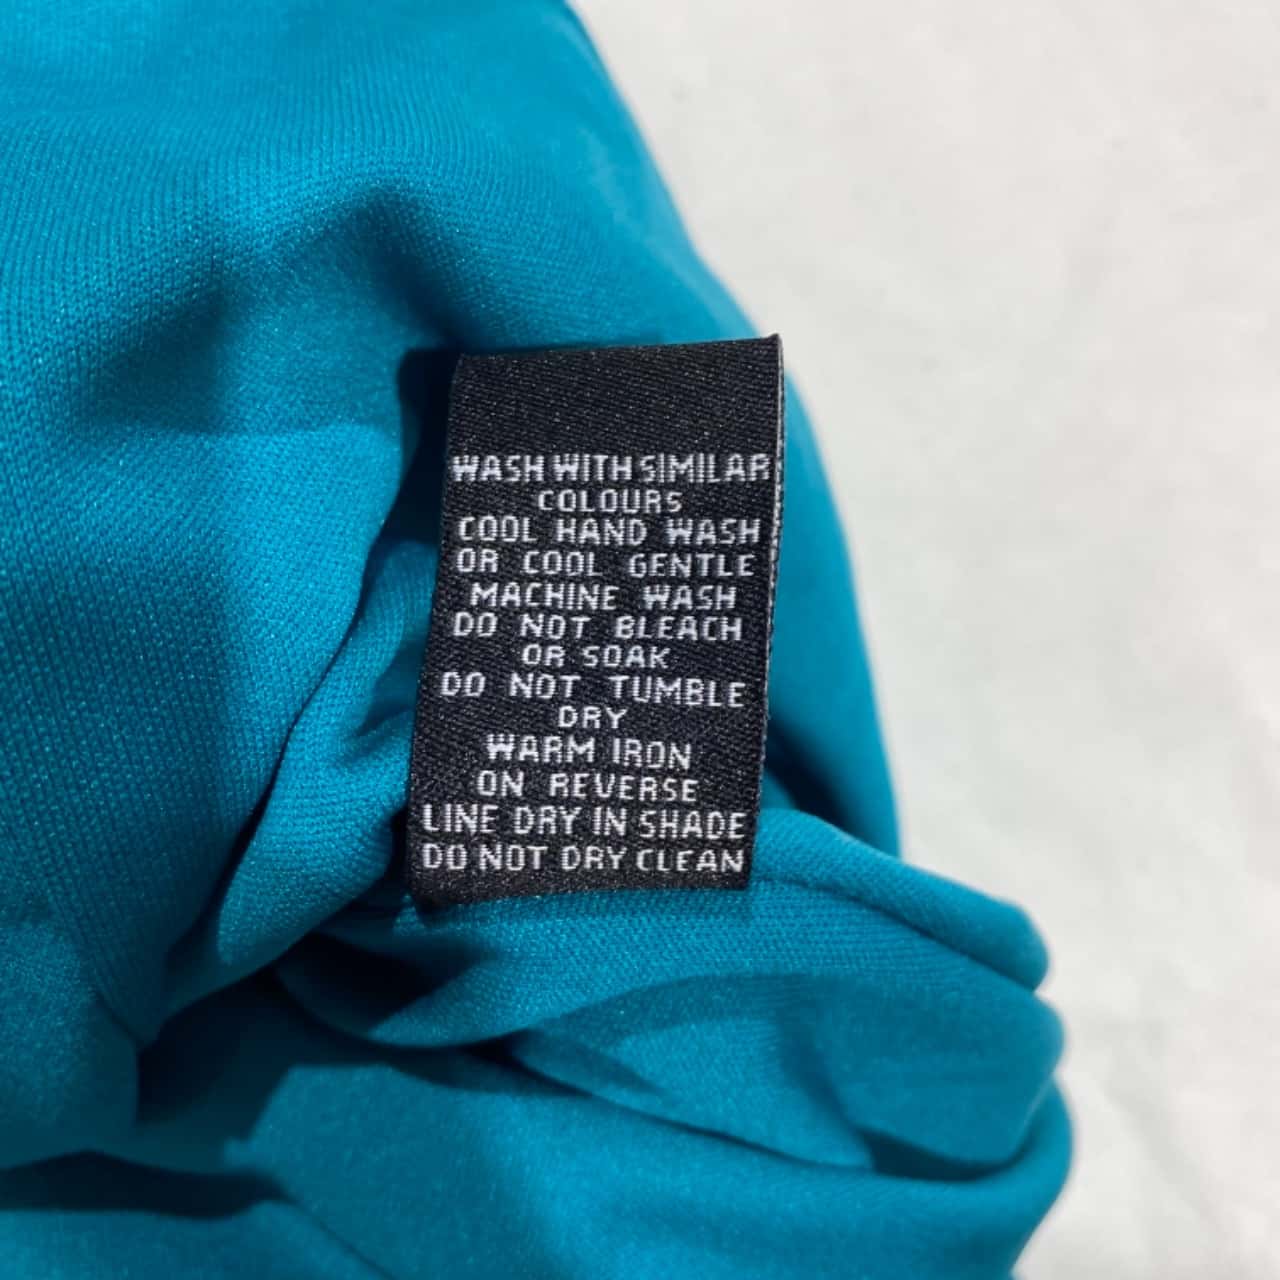 WASH WITH SIMILAR
COLOURS
COOL HAND WASH
OR COOL GENTLE
MACHINE WASH
DO NOT BLEACH
OR SOAK
DO NOT TUMBLE
DRY
WARM IRON
ON REVERSE
LINE DRY IN SHADE
DO NOT DRY CLEAN